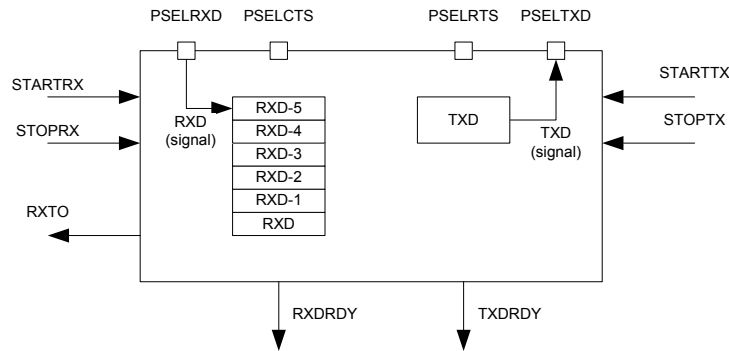 PSELRXD PSELCTS PSELRTS PSELTXD
STARTRX
STARTTX
RXD-5
RXD
(signal)
RXD-4
TXD
TXD
(signal)
STOPRX
STOPTX
RXD-3
RXD-2
RXD-1
RXTO
RXD
RXDRDY
TXDRDY